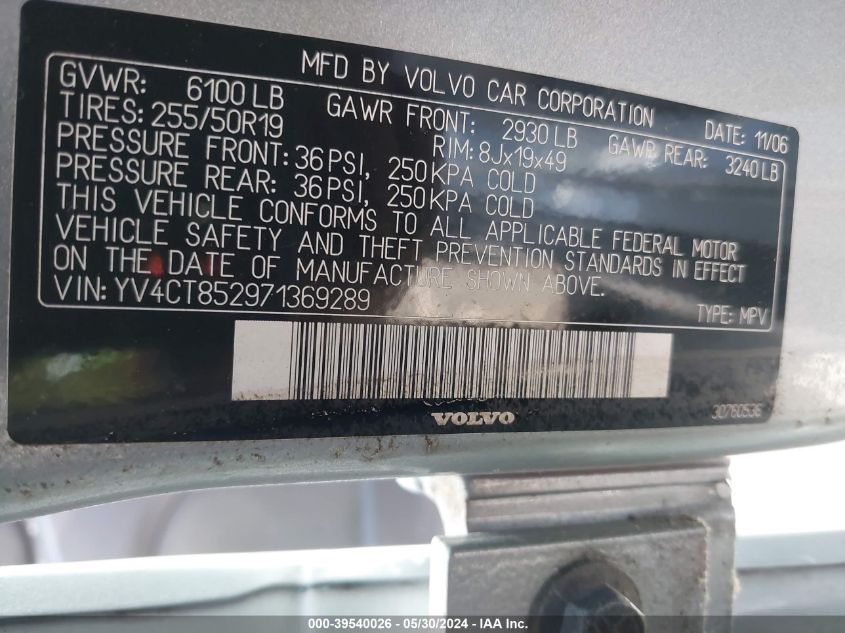 MFD BY VOLVO CAR CORPORATION DATE: 11/06
GVWR: 6100 LB GAWR FRONT: 2930 LB GAWR REAR: 3240 LB
TIRES: 255/50R19 RIM: 8Jx19x49
PRESSURE FRONT: 36 PSI, 250 KPA COLD
PRESSURE REAR: 36 PSI, 250 KPA COLD
THIS VEHICLE CONFORMS TO ALL APPLICABLE FEDERAL MOTOR
VEHICLE SAFETY AND THEFT PREVENTION STANDARDS IN EFFECT
ON THE DATE OF MANUFACTURE SHOWN ABOVE.
VIN: YV4CT852971369289 TYPE: MPV
VOLVO 30760536
000-39540026 - 05/30/2024 - IAA Inc.